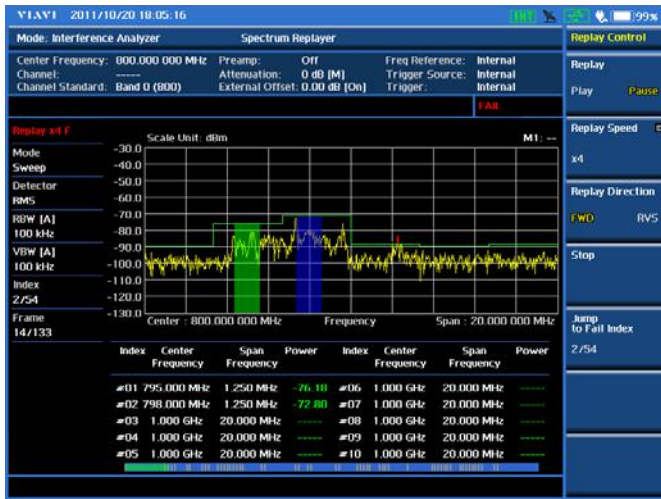 VIAVI 2011/10/20 18:05:16 INT 99%
Mode: Interference Analyzer Spectrum Replayer
Center Frequency: 800.000 000 MHz Preamp: Off Freq Reference: Internal
Channel: ----- Attenuation: 0 dB [M] Trigger Source: Internal
Channel Standard: Band 0 (800) External Offset: 0.00 dB [On] Trigger: Internal
FAIL
Replay x4 F
Mode
Sweep
Detector
RMS
RBW [A]
100 kHz
VBW [A]
100 kHz
Index
2/54
Frame
14/133
Scale Unit: dBm M1: --
-30.0
-40.0
-50.0
-60.0
-70.0
-80.0
-90.0
-100.0
-110.0
-120.0
-130.0
Center : 800.000 000 MHz Frequency Span : 20.000 000 MHz
Index Center Frequency Span Frequency Power Index Center Frequency Span Frequency Power
#01 795.000 MHz 1.250 MHz -76.18 #06 1.000 GHz 20.000 MHz -----
#02 798.000 MHz 1.250 MHz -72.80 #07 1.000 GHz 20.000 MHz -----
#03 1.000 GHz 20.000 MHz ----- #08 1.000 GHz 20.000 MHz -----
#04 1.000 GHz 20.000 MHz ----- #09 1.000 GHz 20.000 MHz -----
#05 1.000 GHz 20.000 MHz ----- #10 1.000 GHz 20.000 MHz -----
Replay Control
Replay
Play Pause
Replay Speed
x4
Replay Direction
FWD RVS
Stop
Jump
to Fail Index
2/54